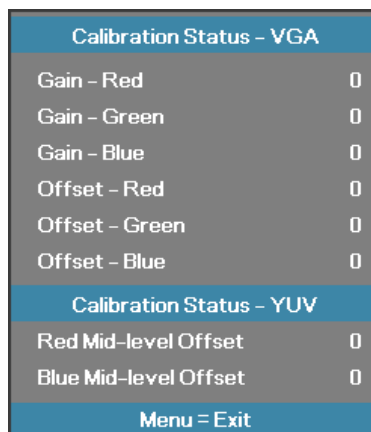 Calibration Status - VGA
Gain - Red 0
Gain - Green 0
Gain - Blue 0
Offset - Red 0
Offset - Green 0
Offset - Blue 0
Calibration Status - YUV
Red Mid-level Offset 0
Blue Mid-level Offset 0
Menu = Exit